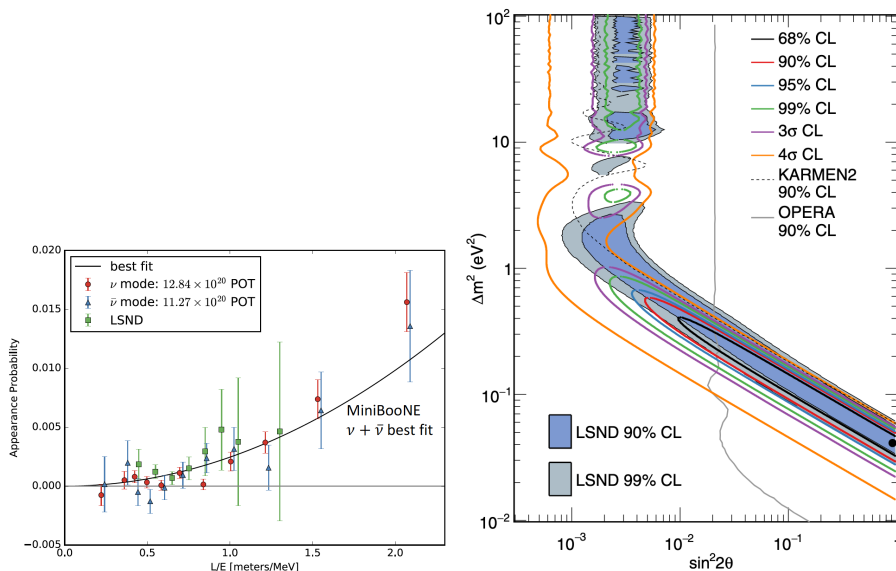 0.020
0.015
0.010
0.005
0.000
−0.005
0.0
0.5
1.0
1.5
2.0
L/E [meters/MeV]
Appearance Probability
best fit
ν mode: 12.84 × 10²⁰ POT
ν̄ mode: 11.27 × 10²⁰ POT
LSND
MiniBooNE
ν + ν̄ best fit
10²
10
1
10⁻¹
10⁻²
Δm² (eV²)
10⁻³
10⁻²
10⁻¹
1
sin²2θ
68% CL
90% CL
95% CL
99% CL
3σ CL
4σ CL
KARMEN2
90% CL
OPERA
90% CL
LSND 90% CL
LSND 99% CL